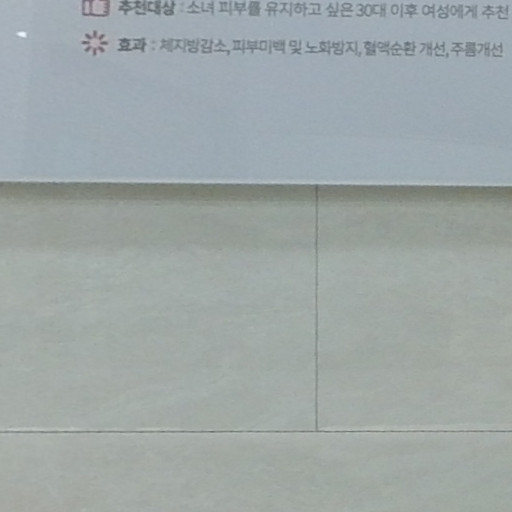 추천대상 : 소녀 피부를 유지하고 싶은 30대 이후 여성에게 추천
효과 : 체지방감소, 피부미백 및 노화방지, 혈액순환 개선, 주름개선